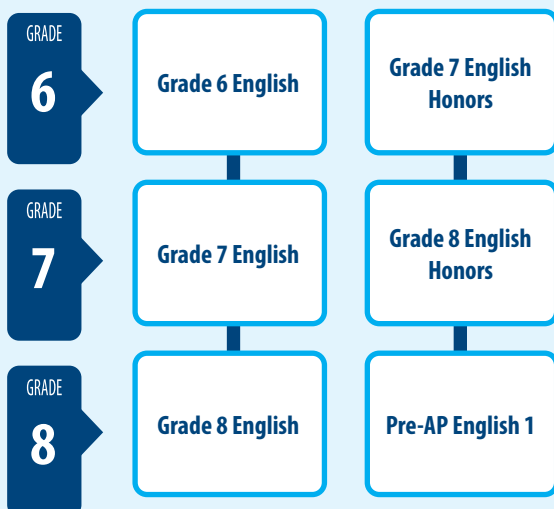 GRADE
6
Grade 6 English
Grade 7 English
Honors
GRADE
7
Grade 7 English
Grade 8 English
Honors
GRADE
8
Grade 8 English
Pre-AP English 1